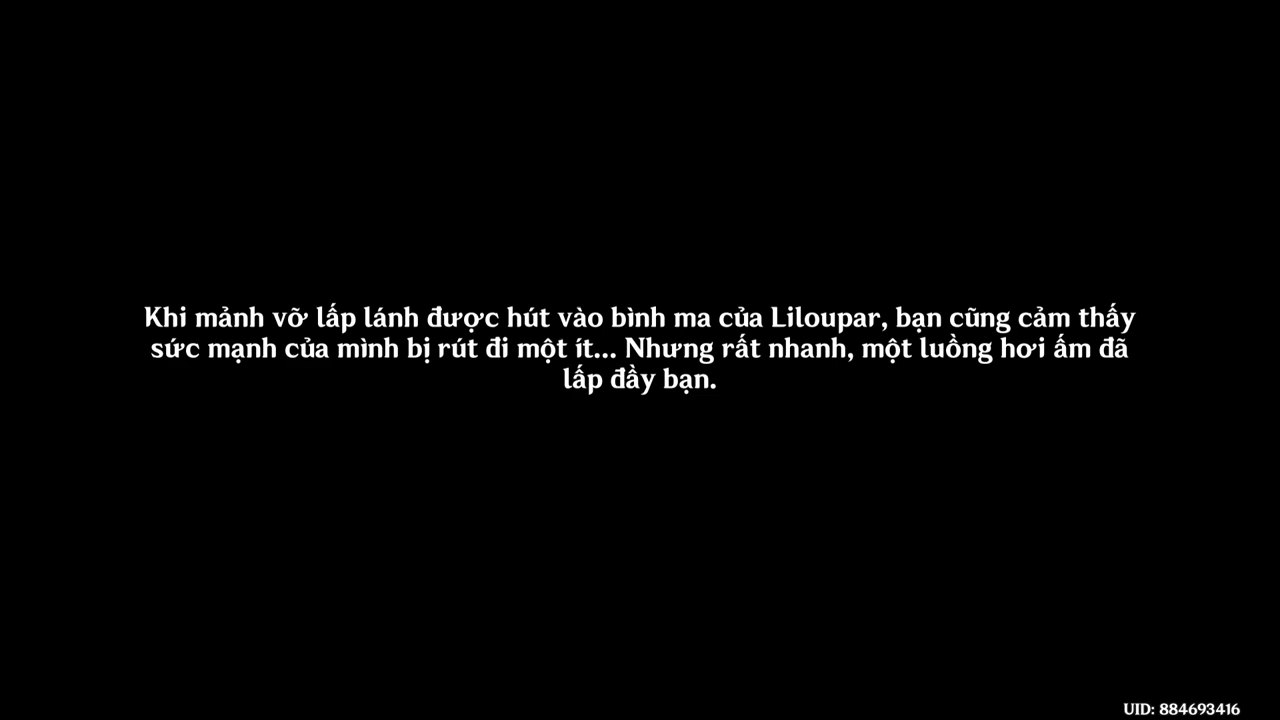 Khi mảnh vỡ lấp lánh được hút vào bình ma của Liloupar, bạn cũng cảm thấy
sức mạnh của mình bị rút đi một ít... Nhưng rất nhanh, một luồng hơi ấm đã
lấp đầy bạn.
UID: 884693416